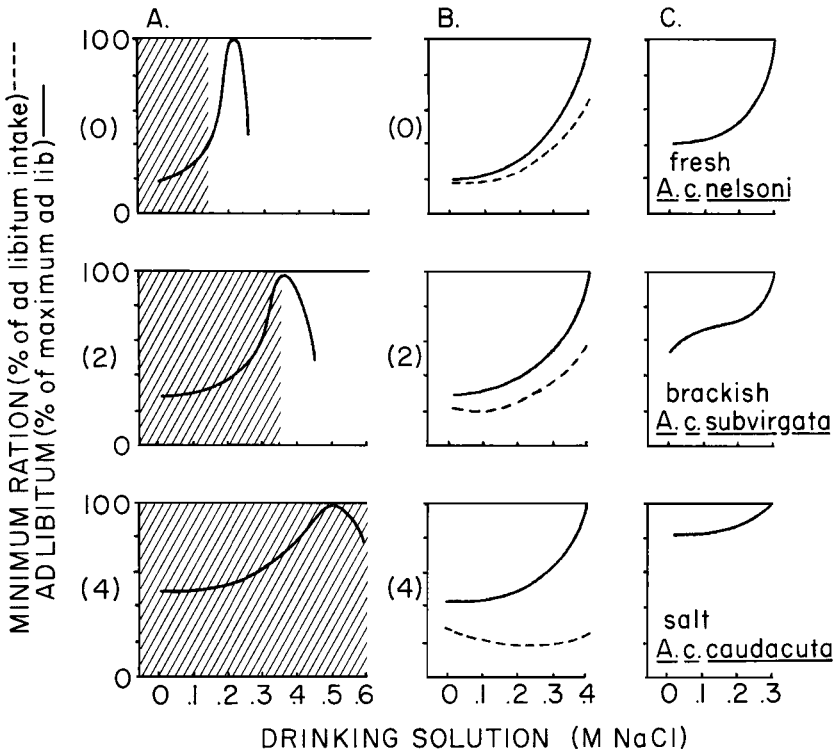 A.
B.
C.
MINIMUM RATION (% of ad libitum intake)
AD LIBITUM (% of maximum ad lib)
100
(0)
0
(0)
fresh
A. c. nelsoni
100
(2)
0
(2)
brackish
A. c. subvirgata
100
(4)
0
(4)
salt
A. c. caudacuta
0 .1 .2 .3 .4 .5 .6
0 .1 .2 .3 .4
0 .1 .2 .3
DRINKING SOLUTION (M NaCl)